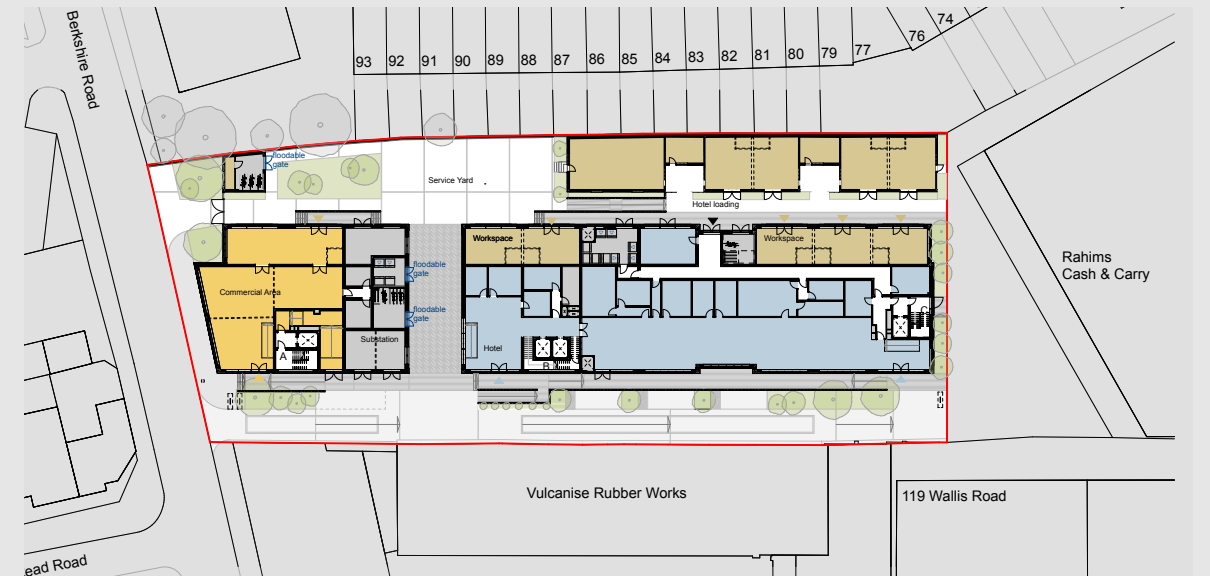 Berkshire Road
93 92 91 90 89 88 87 86 85 84 83 82 81 80 79 77 76 74
floodable
gate
Service Yard
Hotel loading
Workspace
Workspace
Rahims
Cash & Carry
floodable
gate
Commercial Area
floodable
gate
Substation
Hotel
A
B
Vulcanise Rubber Works
119 Wallis Road
ead Road